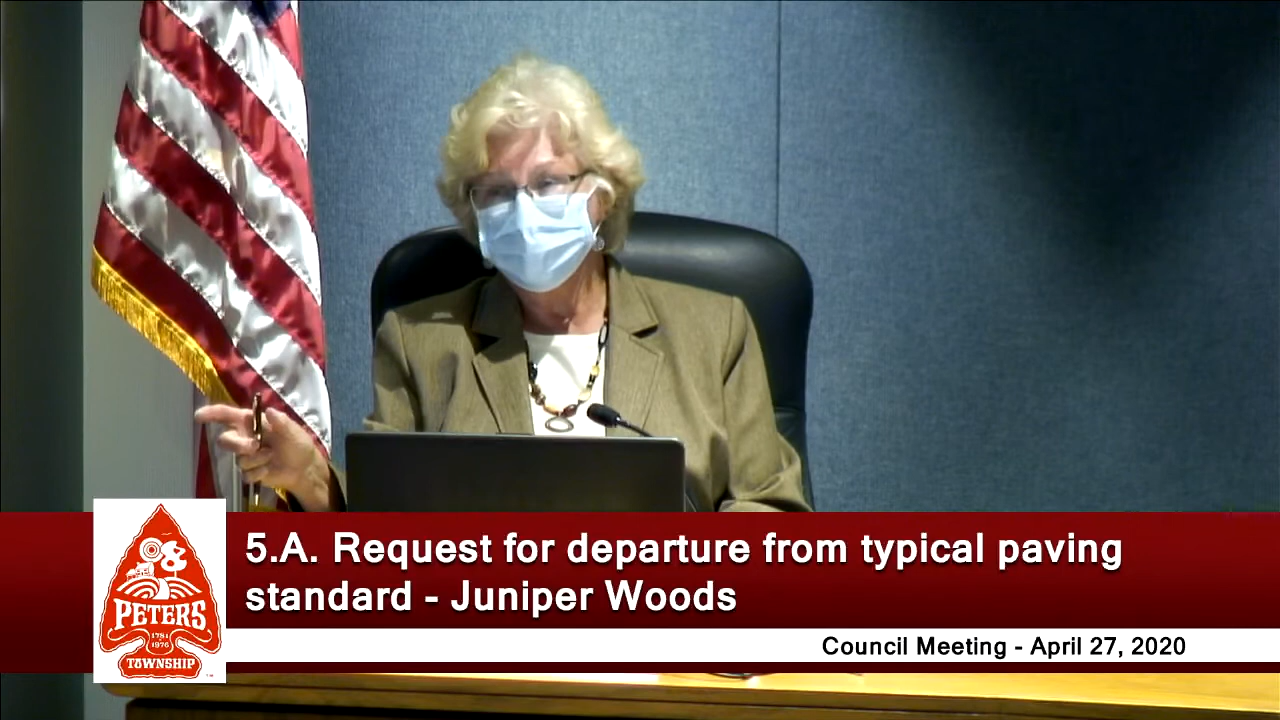 5.A. Request for departure from typical paving
standard - Juniper Woods
Council Meeting - April 27, 2020
PETERS
1781
1976
TOWNSHIP